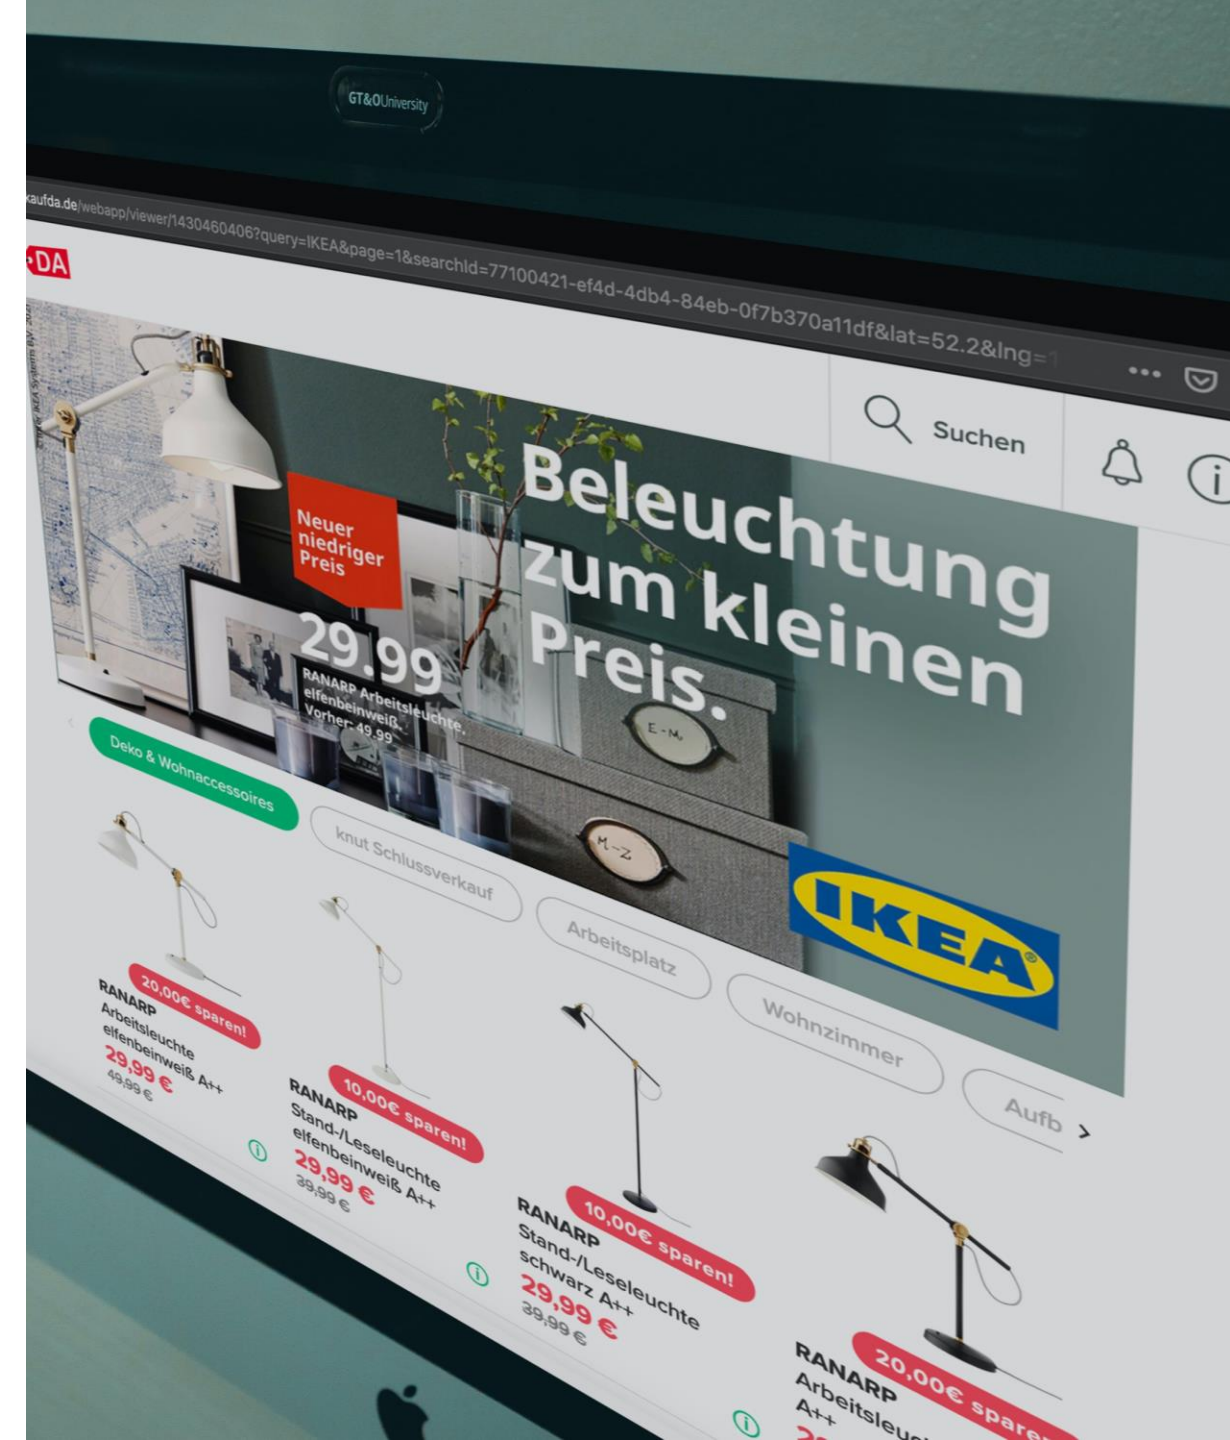 GT&OUniversity
kaufda.de/webapp/viewer/1430460406?query=IKEA&page=1&searchId=77100421-ef4d-4db4-84eb-0f7b370a11df&lat=52.2&lng=1
DA
Suchen
Beleuchtung
zum kleinen
Preis.
Neuer
niedriger
Preis
29.99
RANARP Arbeitsleuchte,
elfenbeinweiß.
Vorher: 49.99
E-M
M-Z
IKEA®
Deko & Wohnaccessoires
knut Schlussverkauf
Arbeitsplatz
Wohnzimmer
Aufb
20,00€ sparen!
RANARP
Arbeitsleuchte
elfenbeinweiß A++
29,99 €
49,99 €
10,00€ sparen!
RANARP
Stand-/Leseleuchte
elfenbeinweiß A++
29,99 €
39,99 €
10,00€ sparen!
RANARP
Stand-/Leseleuchte
schwarz A++
29,99 €
39,99 €
20,00€ sparen
RANARP
Arbeitsleuc
A++